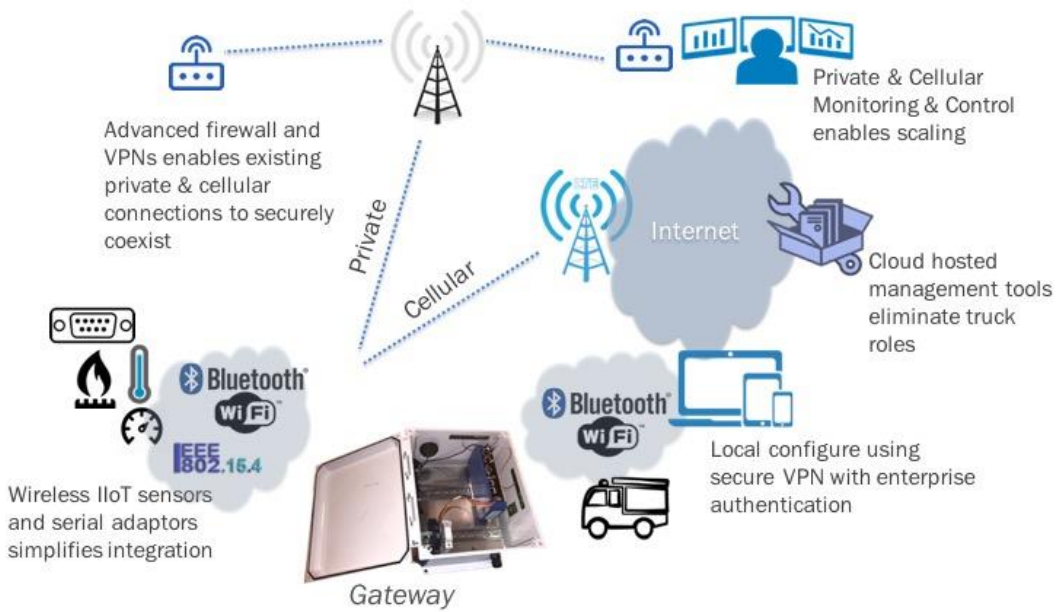 Advanced firewall and
VPNs enables existing
private & cellular
connections to securely
coexist
Private & Cellular
Monitoring & Control
enables scaling
LTE
Internet
Private
Cellular
Cloud hosted
management tools
eliminate truck
roles
Bluetooth®
WiFi™
IEEE
802.15.4
Bluetooth®
WiFi™
Wireless IIoT sensors
and serial adaptors
simplifies integration
Local configure using
secure VPN with enterprise
authentication
Gateway